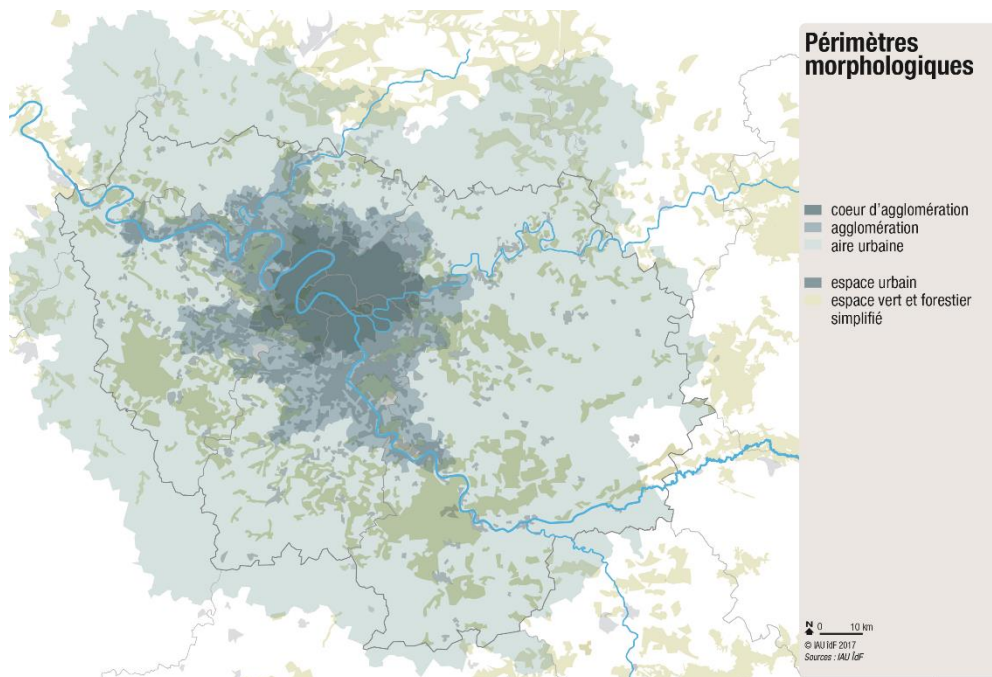 Périmètres
morphologiques
coeur d'agglomération
agglomération
aire urbaine
espace urbain
espace vert et forestier
simplifié
N 0 10 km
© IAU îdF 2017
Sources : IAU îdF